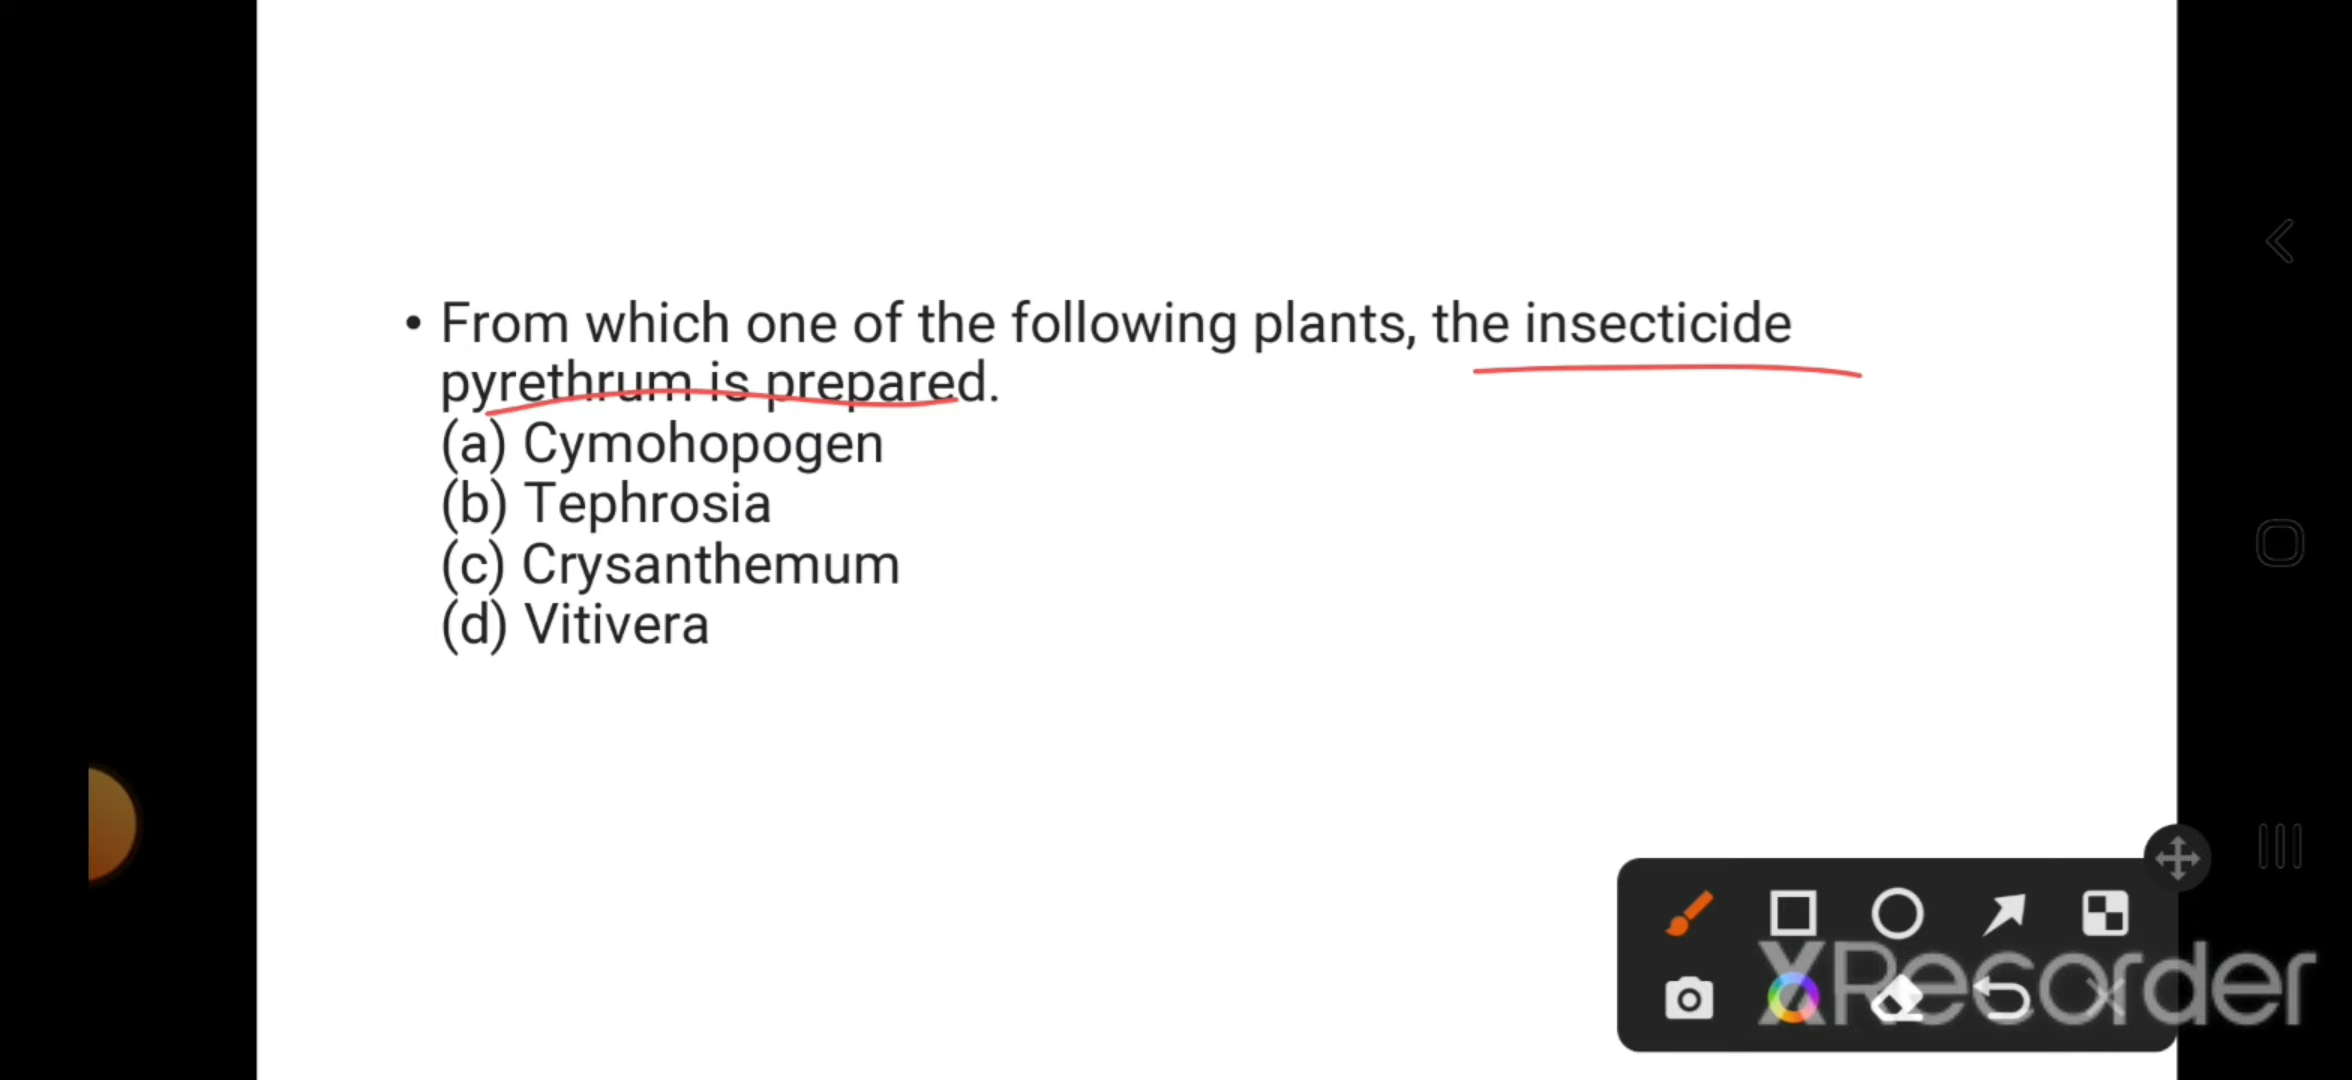 • From which one of the following plants, the insecticide
pyrethrum is prepared.
(a) Cymohopogen
(b) Tephrosia
(c) Crysanthemum
(d) Vitivera
XRecorder